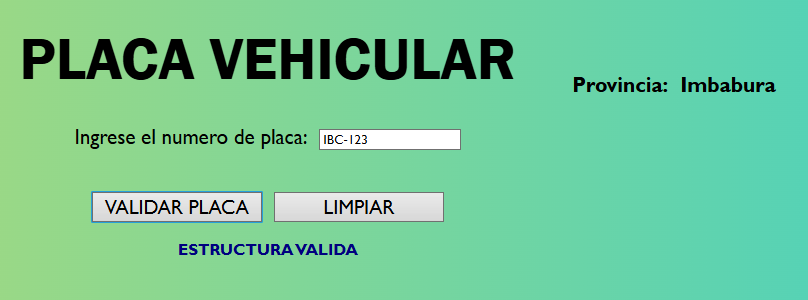 PLACA VEHICULAR
Provincia: Imbabura
Ingrese el numero de placa: IBC-123
VALIDAR PLACA LIMPIAR
ESTRUCTURA VALIDA